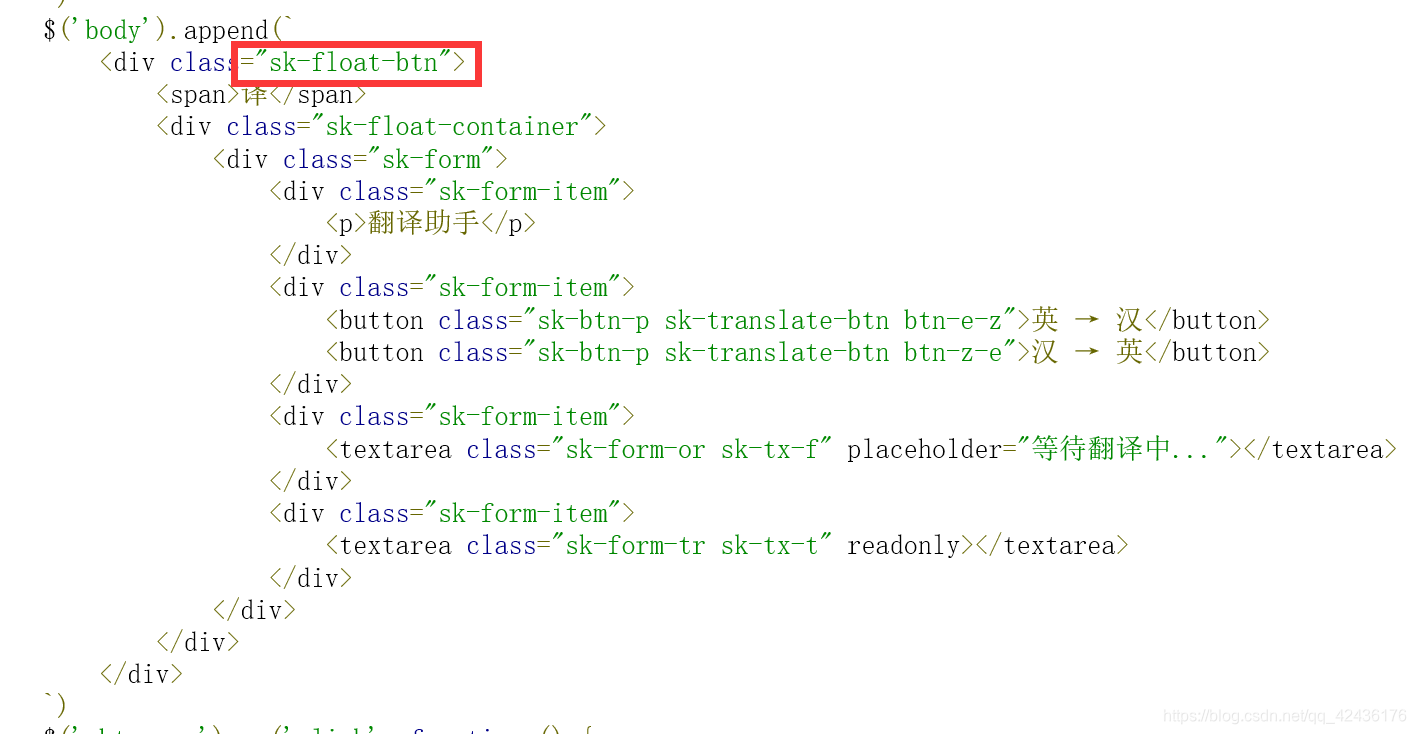 $('body').append(`
<div class="sk-float-btn">
<span>译</span>
<div class="sk-float-container">
<div class="sk-form">
<div class="sk-form-item">
<p>翻译助手</p>
</div>
<div class="sk-form-item">
<button class="sk-btn-p sk-translate-btn btn-e-z">英 → 汉</button>
<button class="sk-btn-p sk-translate-btn btn-z-e">汉 → 英</button>
</div>
<div class="sk-form-item">
<textarea class="sk-form-or sk-tx-f" placeholder="等待翻译中..."></textarea>
</div>
<div class="sk-form-item">
<textarea class="sk-form-tr sk-tx-t" readonly></textarea>
</div>
</div>
</div>
</div>
`)
https://blog.csdn.net/qq_42436176